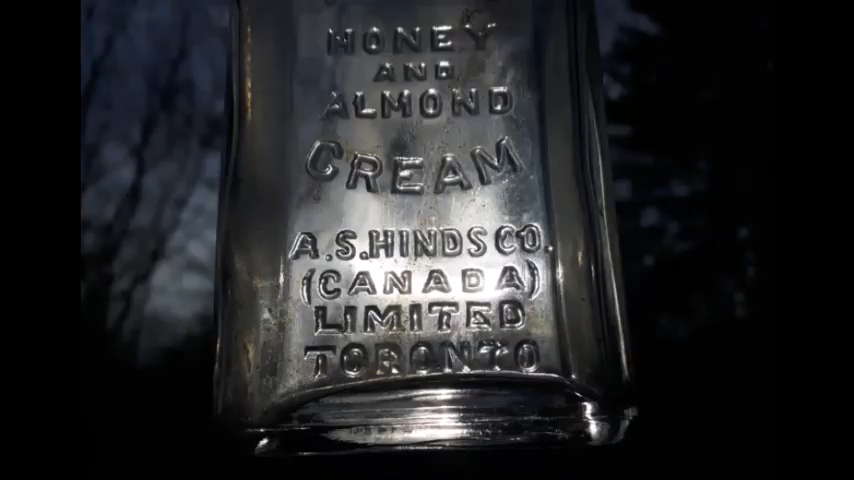 HONEY
AND
ALMOND
CREAM
A.S.HINDS CO.
(CANADA)
LIMITED
TORONTO